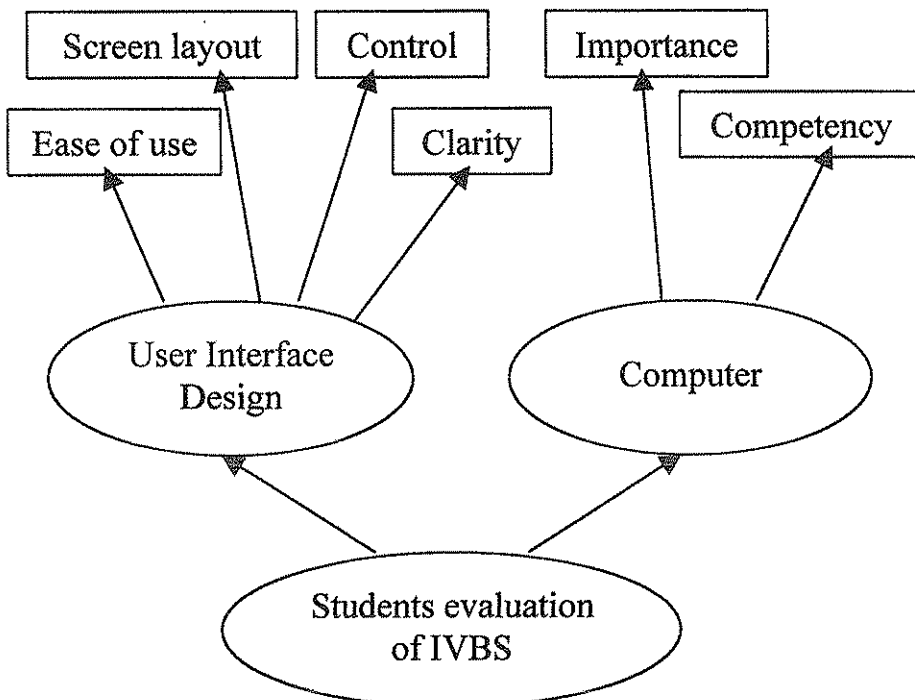 Screen layout
Control
Importance
Ease of use
Clarity
Competency
User Interface
Design
Computer
Students evaluation
of IVBS